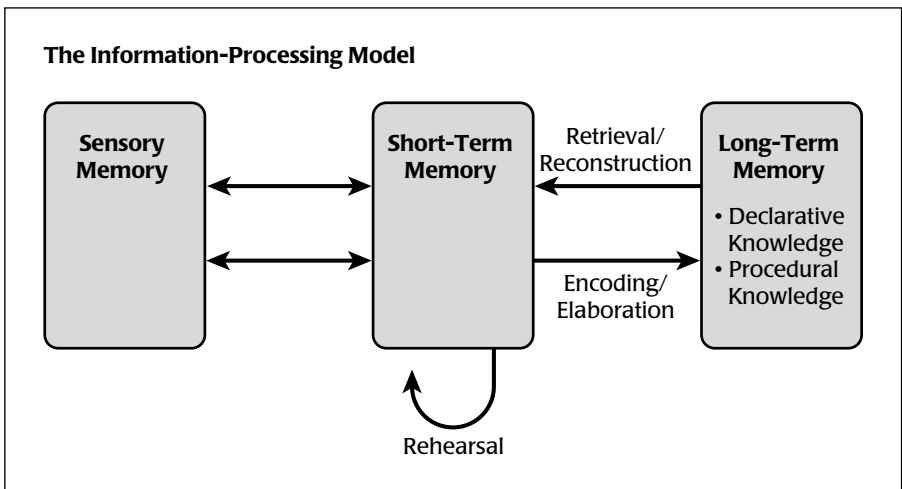 The Information-Processing Model
Sensory
Memory
Short-Term
Memory
Retrieval/
Reconstruction
Encoding/
Elaboration
Long-Term
Memory
• Declarative
Knowledge
• Procedural
Knowledge
Rehearsal